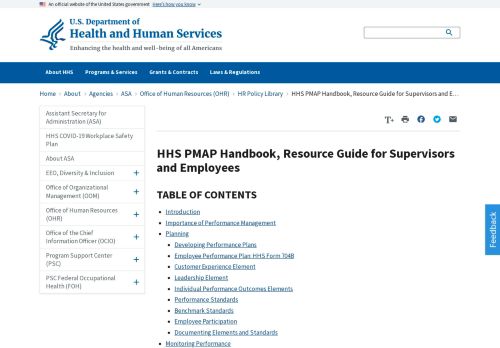 An official website of the United States government Here's how you know
U.S. Department of
Health and Human Services
Enhancing the health and well-being of all Americans
About HHS Programs & Services Grants & Contracts Laws & Regulations
Home > About > Agencies > ASA > Office of Human Resources (OHR) > HR Policy Library > HHS PMAP Handbook, Resource Guide for Supervisors and E...
Assistant Secretary for
Administration (ASA)
HHS COVID-19 Workplace Safety
Plan
About ASA
EEO, Diversity & Inclusion
Office of Organizational
Management (OOM)
Office of Human Resources
(OHR)
Office of the Chief
Information Officer (OCIO)
Program Support Center
(PSC)
PSC Federal Occupational
Health (FOH)
T+
HHS PMAP Handbook, Resource Guide for Supervisors
and Employees
TABLE OF CONTENTS
Introduction
Importance of Performance Management
Planning
Developing Performance Plans
Employee Performance Plan HHS Form 704B
Customer Experience Element
Leadership Element
Individual Performance Outcomes Elements
Performance Standards
Benchmark Standards
Employee Participation
Documenting Elements and Standards
Monitoring Performance
Feedback